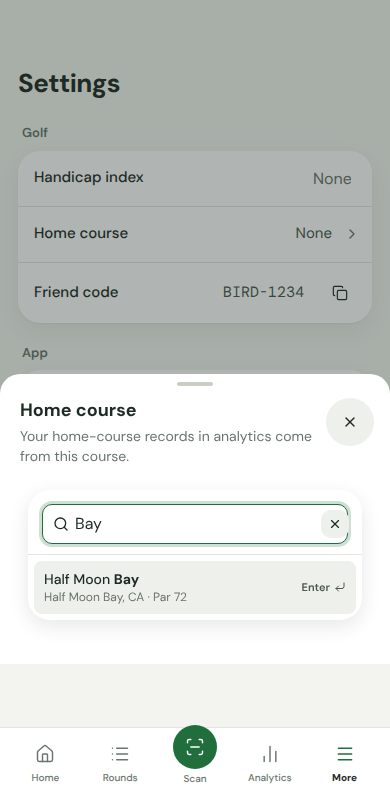 Settings
Golf
Handicap index
None
Home course
None
Friend code
BIRD-1234
App
Home course
Your home-course records in analytics come
from this course.
Bay
Half Moon Bay
Half Moon Bay, CA · Par 72
Enter
Home
Rounds
Scan
Analytics
More